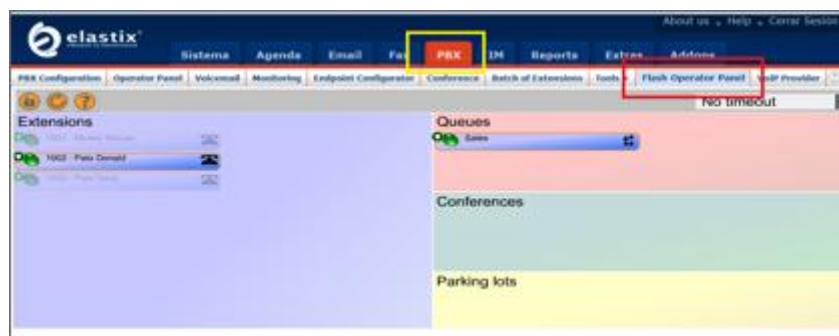 About us Help Cerrar Sesion
elastix
Sistema Agenda Email Fax PBX IM Reports Extras Addons
PBX Configuration Operator Panel Voicemail Monitoring Endpoint Configurator Conference Batch of Extensions Tools Flash Operator Panel VoIP Provider
No timeout
Extensions
Queues
1002 : Pato Donald
Sales
Conferences
Parking lots